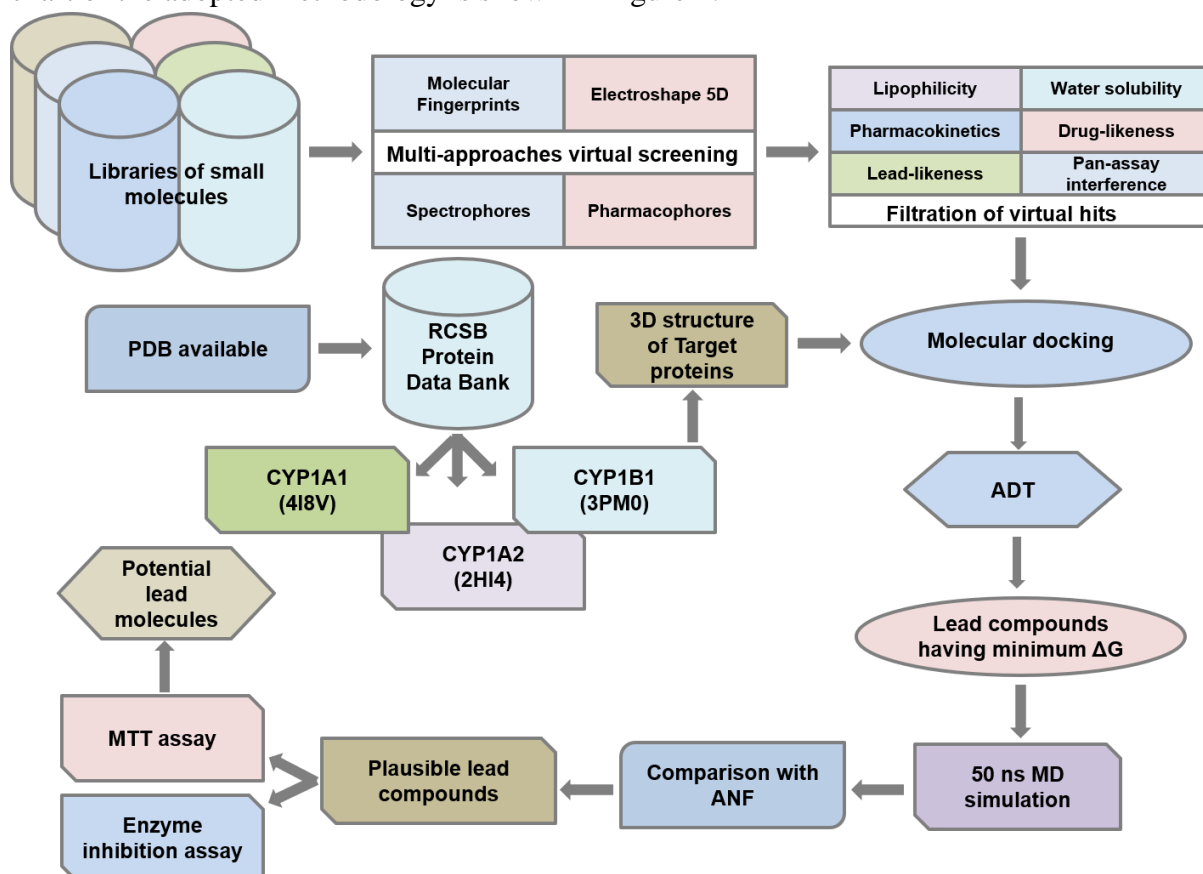 Molecular
Fingerprints
Electroshape 5D
Multi-approaches virtual screening
Spectrophores
Pharmacophores
Libraries of small
molecules
Lipophilicity
Water solubility
Pharmacokinetics
Drug-likeness
Lead-likeness
Pan-assay
interference
Filtration of virtual hits
PDB available
RCSB
Protein
Data Bank
3D structure
of Target
proteins
Molecular docking
CYP1A1
(4I8V)
CYP1A2
(2HI4)
CYP1B1
(3PM0)
ADT
Lead compounds
having minimum ΔG
50 ns MD
simulation
Comparison with
ANF
Plausible lead
compounds
MTT assay
Enzyme
inhibition assay
Potential
lead
molecules